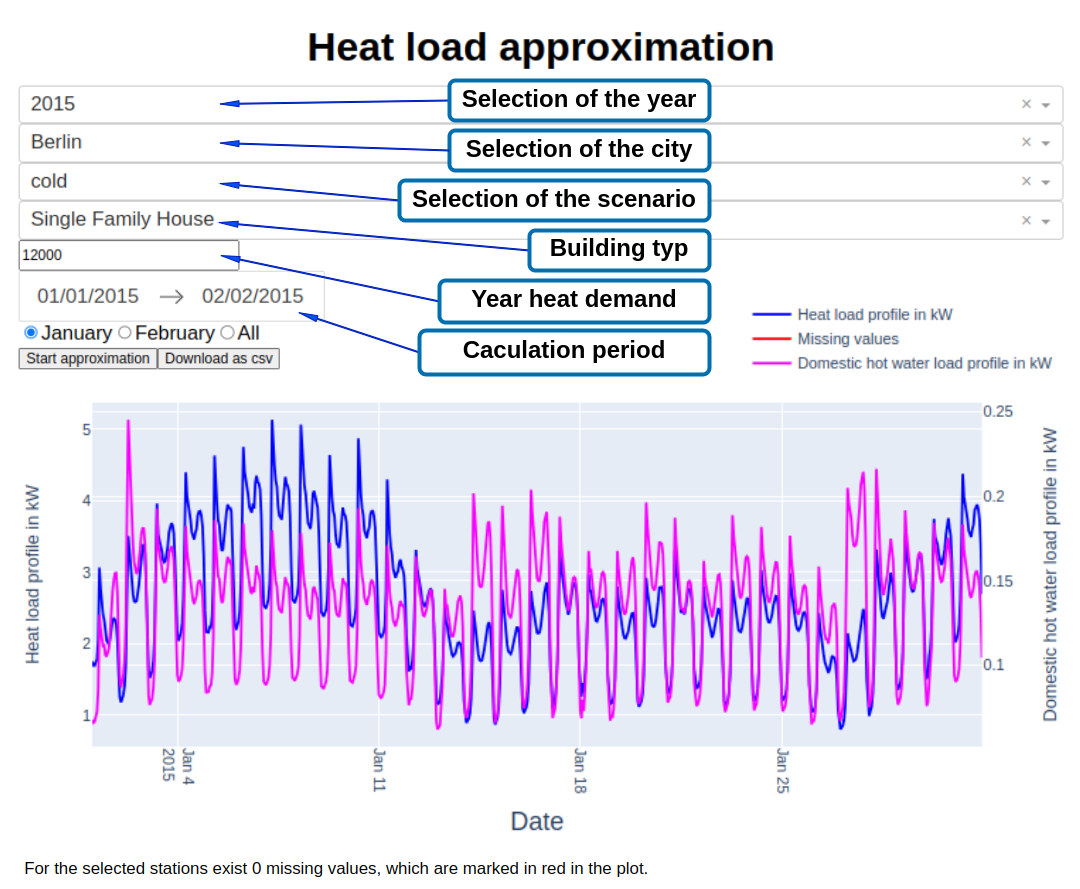 Heat load approximation
2015
Selection of the year
× 
Berlin
Selection of the city
×
cold
Selection of the scenario
×
Single Family House
Building typ
×
12000
Year heat demand
01/01/2015 → 02/02/2015
Caculation period
January February All
Start approximation Download as csv
Heat load profile in kW
Missing values
Domestic hot water load profile in kW
Heat load profile in kW
5
4
3
2
1
0.25
0.2
0.15
0.1
Domestic hot water load profile in kW
Jan 4
2015
Jan 11
Jan 18
Jan 25
Date
For the selected stations exist 0 missing values, which are marked in red in the plot.